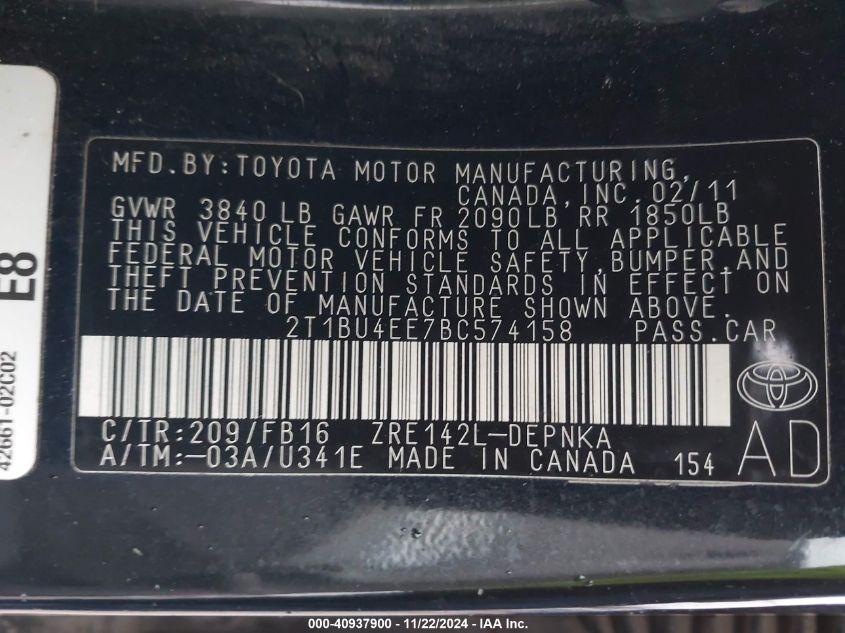 MFD.BY:TOYOTA MOTOR MANUFACTURING,
CANADA,INC. 02/11
GVWR 3840 LB GAWR FR 2090LB RR 1850LB
THIS VEHICLE CONFORMS TO ALL APPLICABLE
FEDERAL MOTOR VEHICLE SAFETY,BUMPER,AND
THEFT PREVENTION STANDARDS IN EFFECT ON
THE DATE OF MANUFACTURE SHOWN ABOVE.
2T1BU4EE7BC574158 PASS.CAR
C/TR:209/FB16 ZRE142L-DEPNKA
A/TM:-03A/U341E MADE IN CANADA 154
AD
E8
42661-02C02
000-40937900 - 11/22/2024 - Copyright © 2024 IAA, Inc.